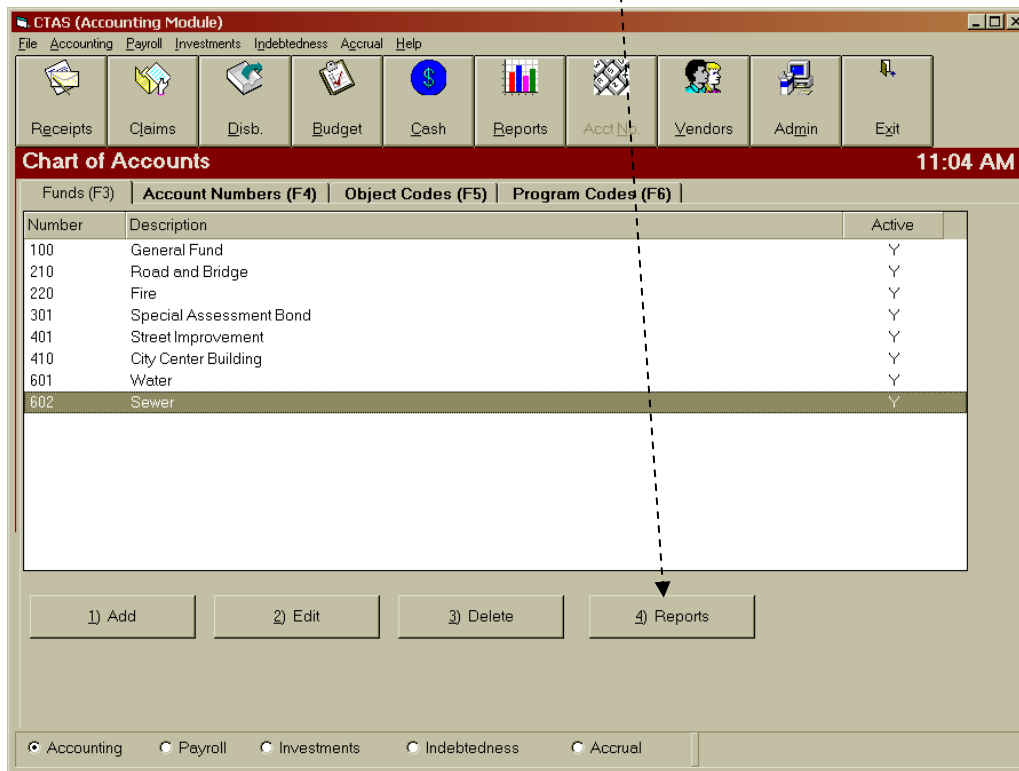 CTAS (Accounting Module)
File Accounting Payroll Investments Indebtedness Accrual Help
Receipts Claims Disb. Budget Cash Reports Acct No. Vendors Admin Exit
Chart of Accounts 11:04 AM
Funds (F3) Account Numbers (F4) Object Codes (F5) Program Codes (F6)
Number Description Active
100 General Fund Y
210 Road and Bridge Y
220 Fire Y
301 Special Assessment Bond Y
401 Street Improvement Y
410 City Center Building Y
601 Water Y
602 Sewer Y
1) Add 2) Edit 3) Delete 4) Reports
Accounting Payroll Investments Indebtedness Accrual